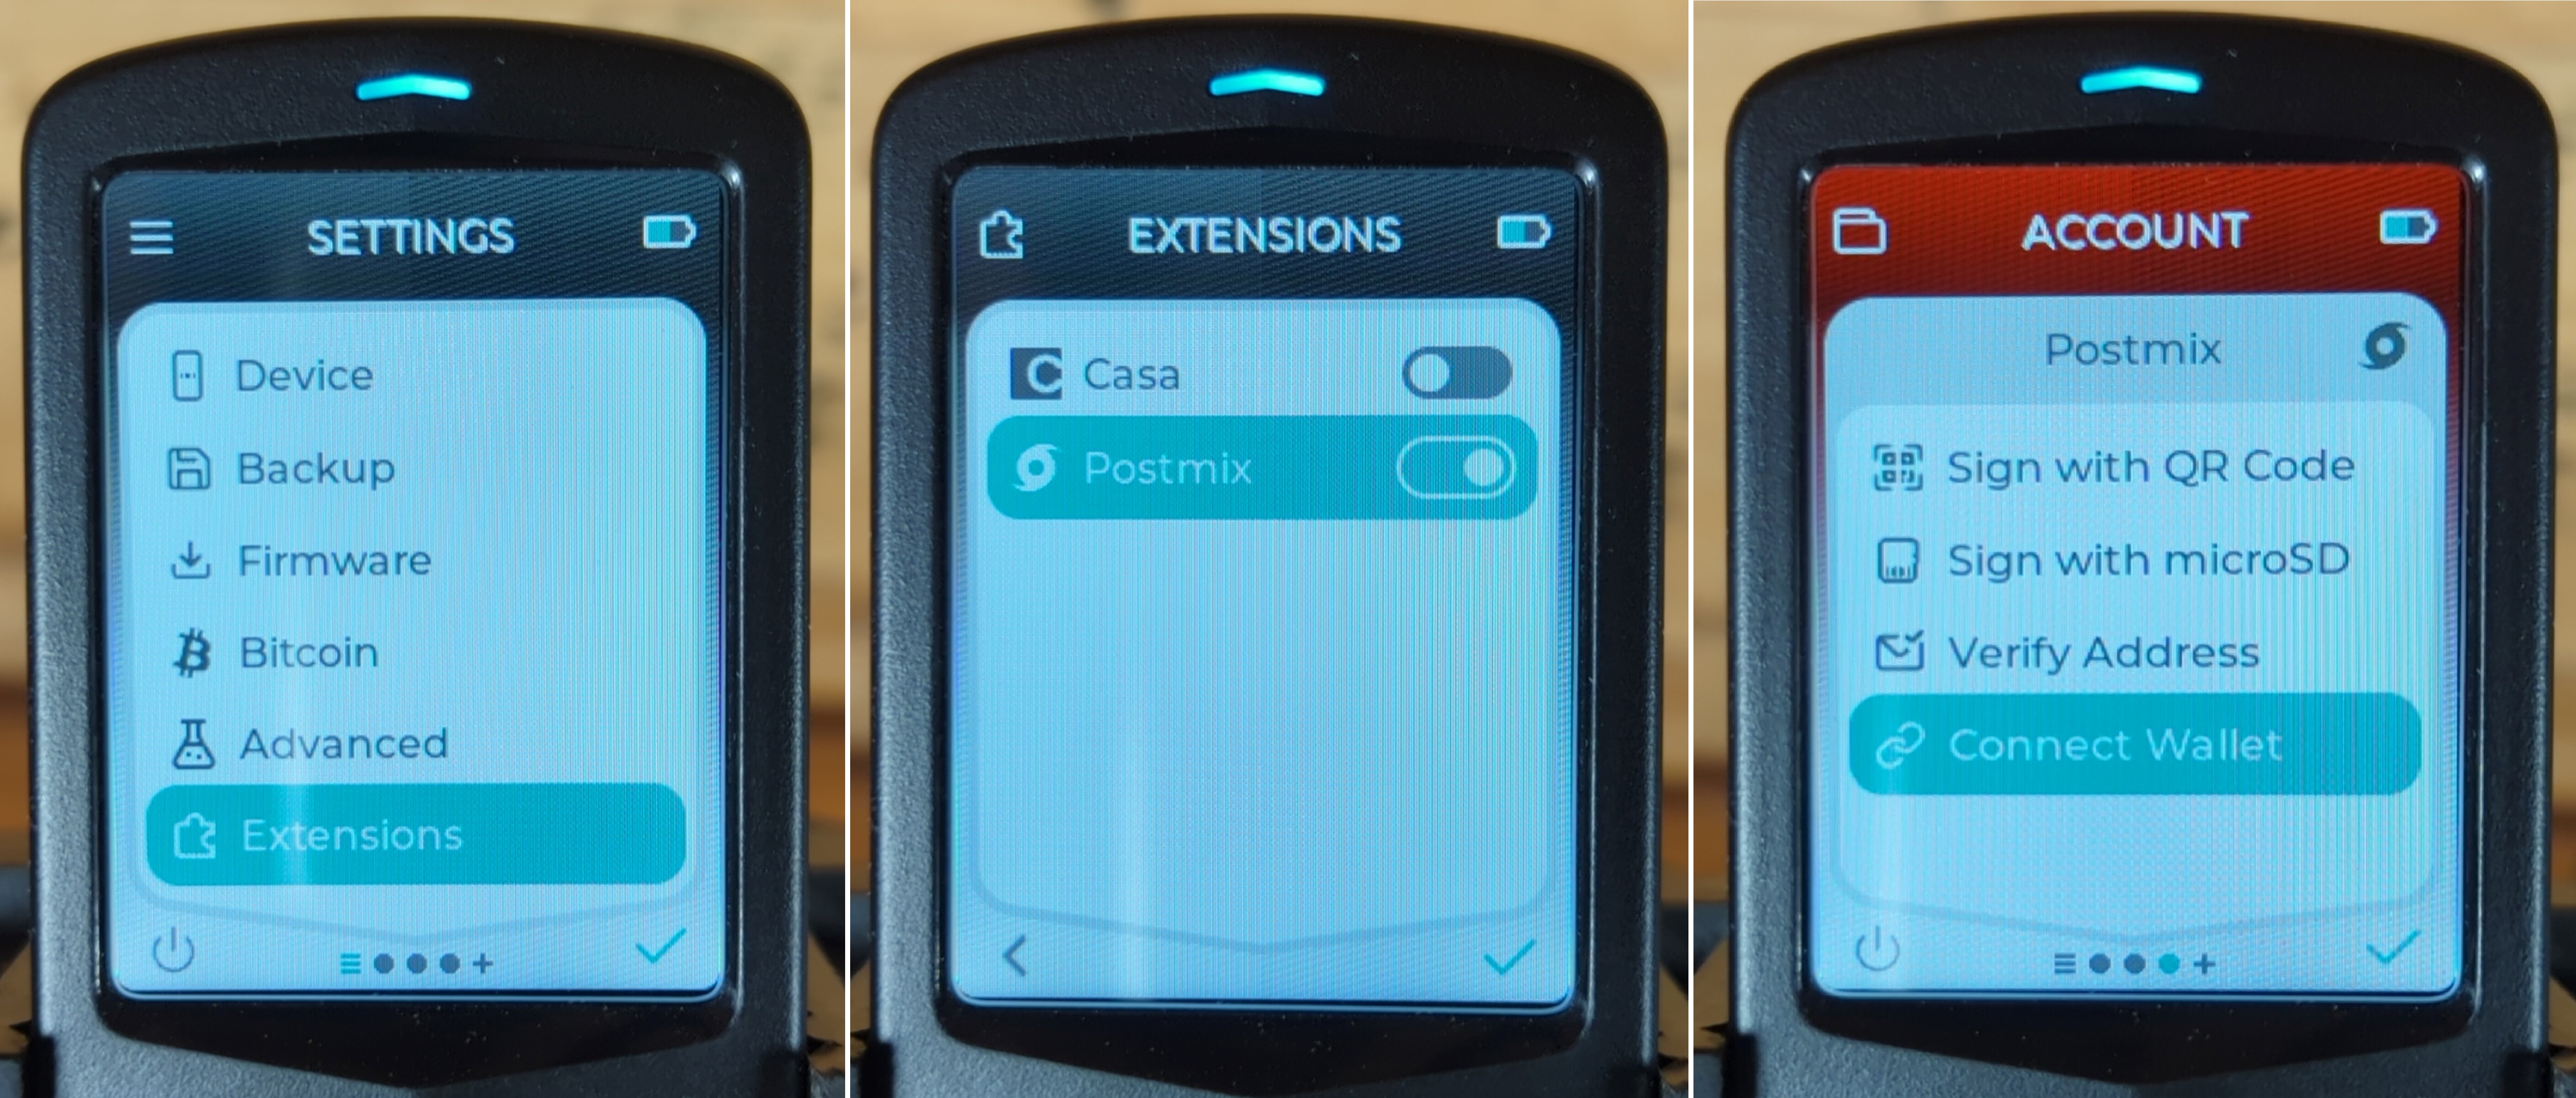 SETTINGS
Device
Backup
Firmware
Bitcoin
Advanced
Extensions
EXTENSIONS
Casa
Postmix
ACCOUNT
Postmix
Sign with QR Code
Sign with microSD
Verify Address
Connect Wallet